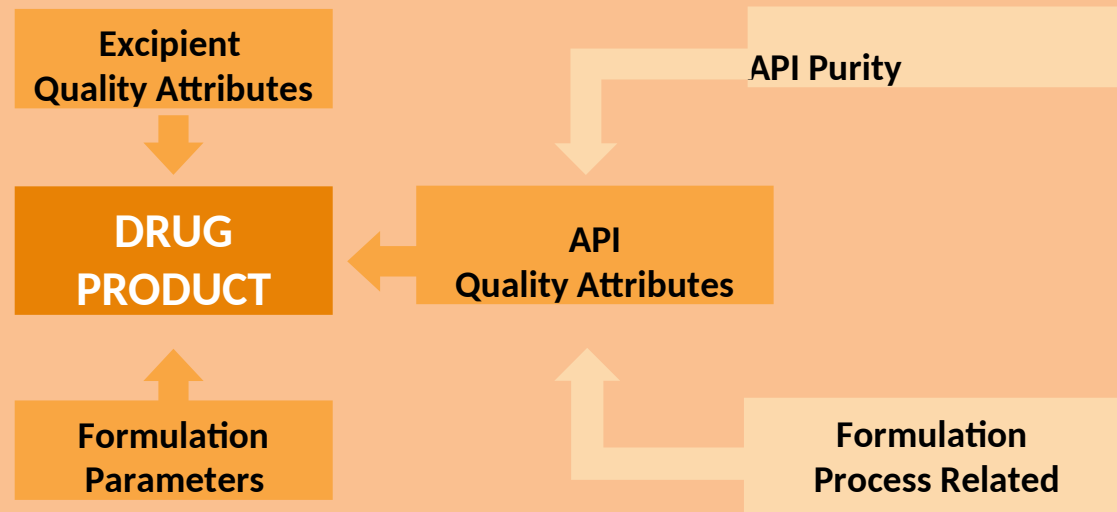 Excipient
Quality Attributes
API Purity
DRUG
PRODUCT
API
Quality Attributes
Formulation
Parameters
Formulation
Process Related